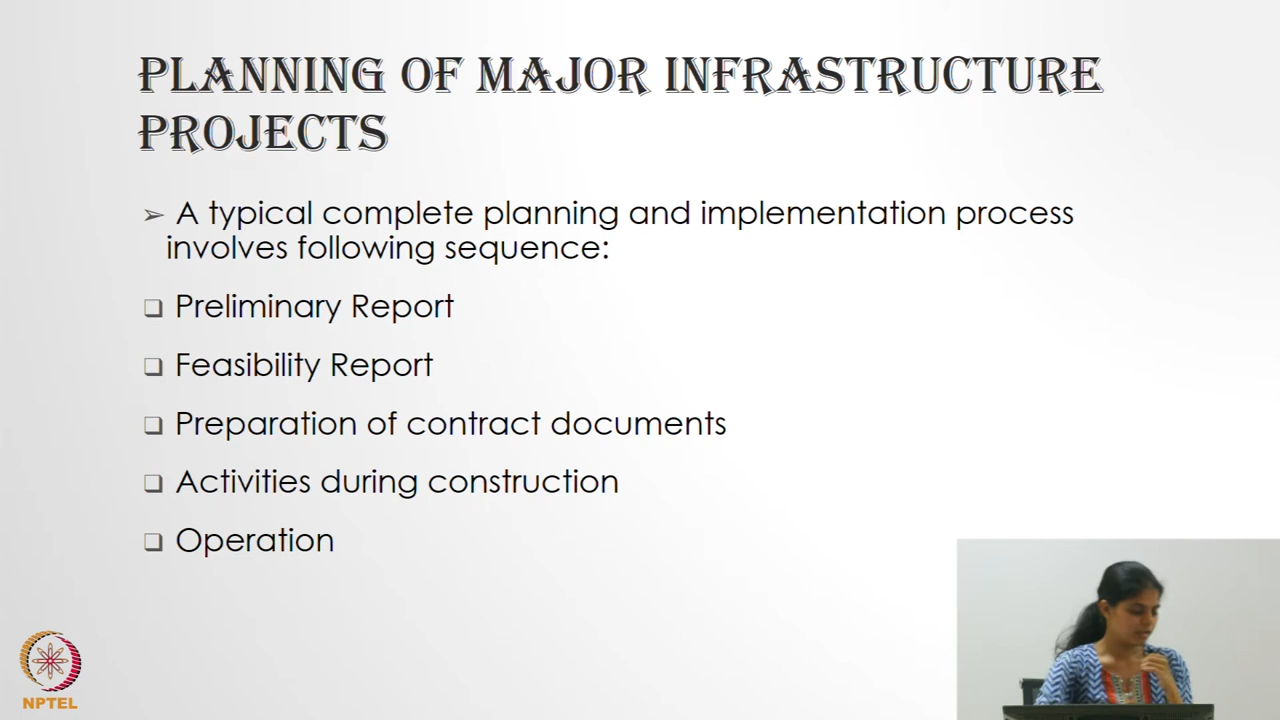 PLANNING OF MAJOR INFRASTRUCTURE
PROJECTS
➢ A typical complete planning and implementation process
involves following sequence:
❑ Preliminary Report
❑ Feasibility Report
❑ Preparation of contract documents
❑ Activities during construction
❑ Operation
NPTEL